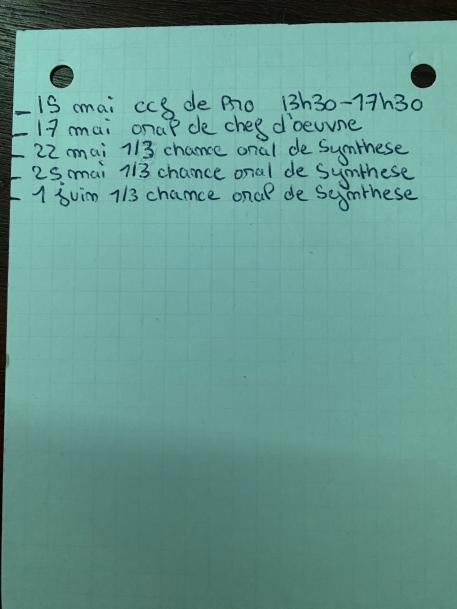 - 15 mai ccf de Pro 13h30-17h30
- 17 mai oral de chef d'oeuvre
- 22 mai 1/3 chance oral de Synthese
- 25 mai 1/3 chance oral de Synthese
- 1 juin 1/3 chance oral de Synthese